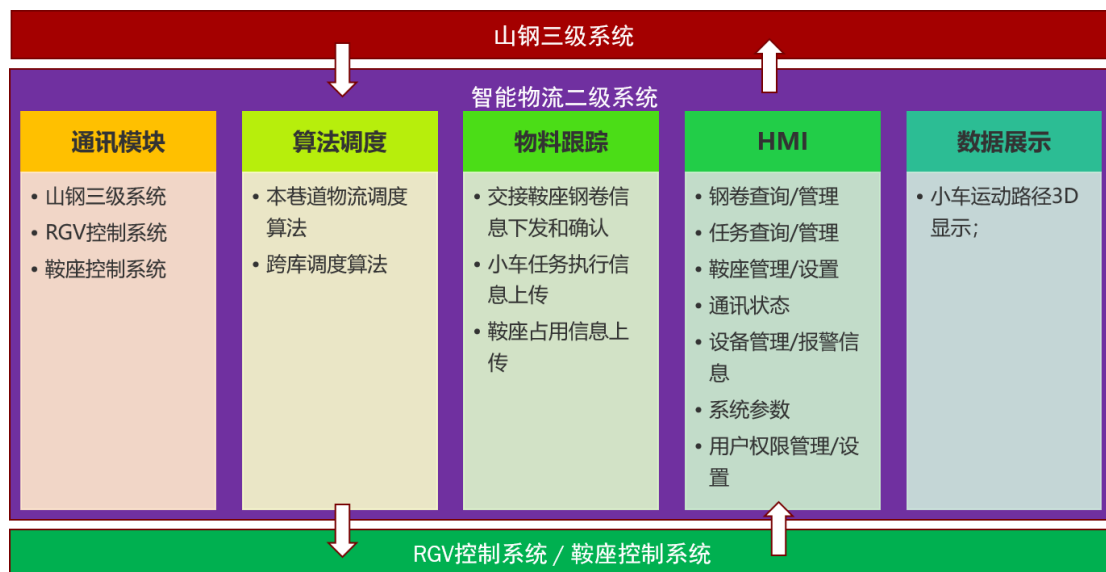 山钢三级系统
智能物流二级系统
通讯模块
• 山钢三级系统
• RGV控制系统
• 鞍座控制系统
算法调度
• 本巷道物流调度
算法
• 跨库调度算法
物料跟踪
• 交接鞍座钢卷信
息下发和确认
• 小车任务执行信
息上传
• 鞍座占用信息上
传
HMI
• 钢卷查询/管理
• 任务查询/管理
• 鞍座管理/设置
• 通讯状态
• 设备管理/报警信
息
• 系统参数
• 用户权限管理/设
置
数据展示
• 小车运动路径3D
显示；
RGV控制系统 / 鞍座控制系统